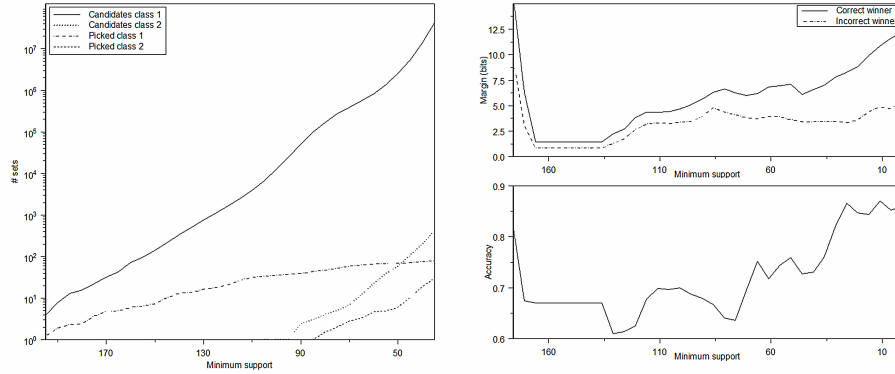 Candidates class 1
Candidates class 2
Picked class 1
Picked class 2
10^7
10^6
10^5
10^4
10^3
10^2
10^1
10^0
# sets
170
130
90
50
Minimum support
Correct winner
Incorrect winner
12.5
10.0
7.5
5.0
2.5
0.0
Margin (bits)
160
110
60
10
Minimum support
0.9
0.8
0.7
0.6
Accuracy
160
110
60
10
Minimum support